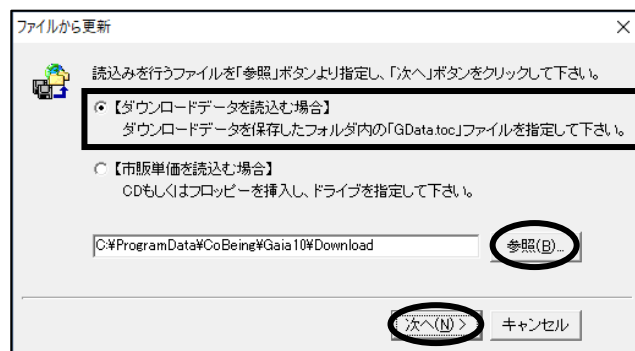 ファイルから更新
読込みを行うファイルを「参照」ボタンより指定し、「次へ」ボタンをクリックして下さい。
【ダウンロードデータを読込む場合】
ダウンロードデータを保存したフォルダ内の「GData.toc」ファイルを指定して下さい。
【市販単価を読込む場合】
CDもしくはフロッピーを挿入し、ドライブを指定して下さい。
C:¥ProgramData¥CoBeing¥Gaia10¥Download
参照(B)...
次へ(N) >
キャンセル